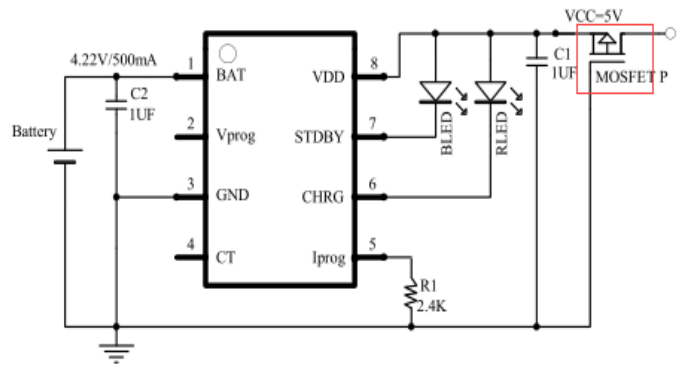 VCC=5V
4.22V/500mA
1
BAT
VDD
8
C1
1UF
MOSFET P
C2
1UF
Battery
2
Vprog
STDBY
7
BLED
RLED
3
GND
CHRG
6
4
CT
Iprog
5
R1
2.4K